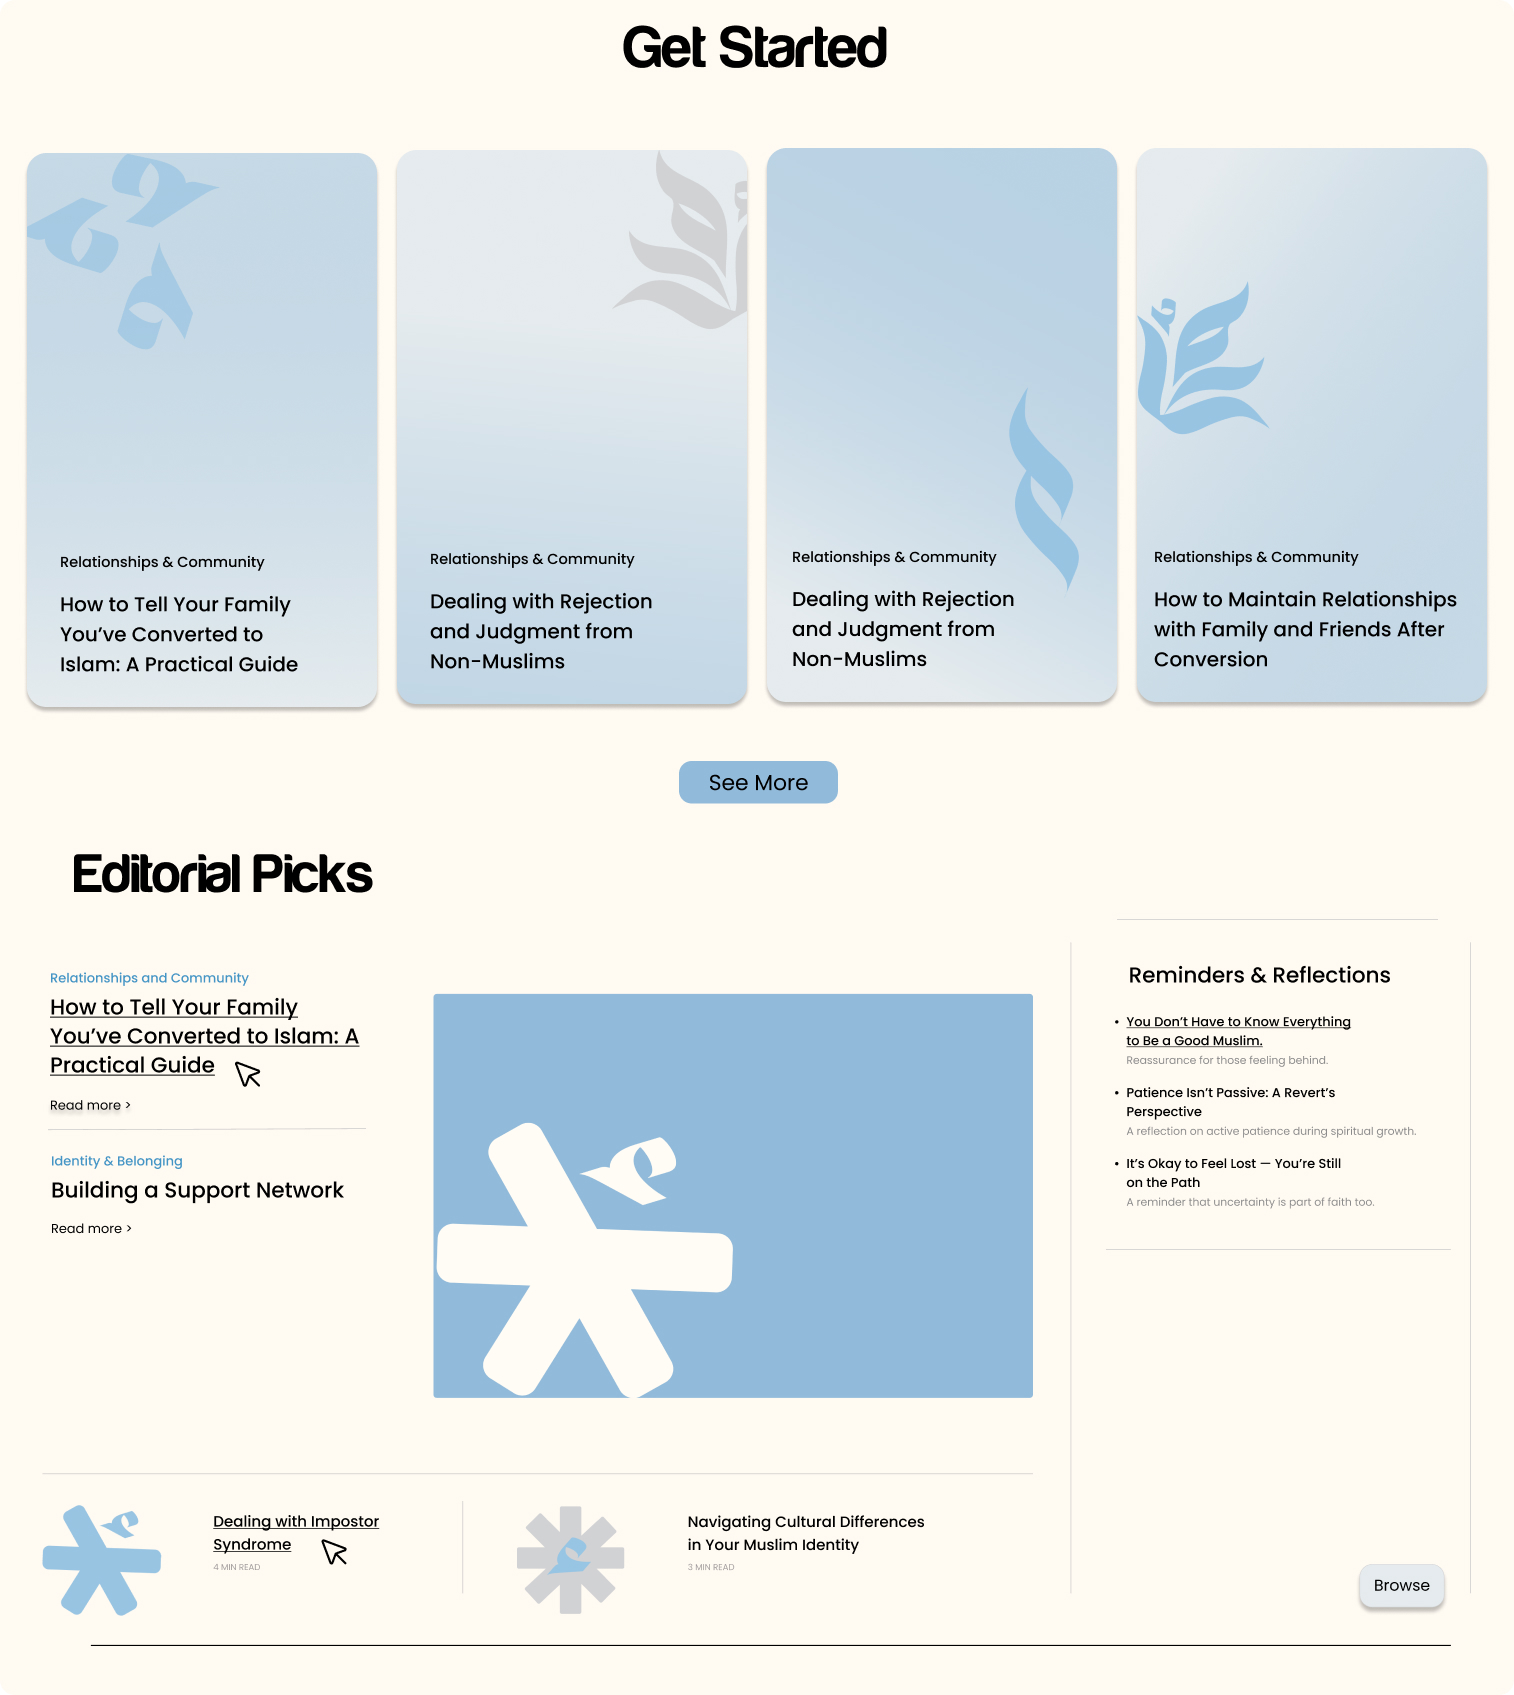 Get Started
Relationships & Community
How to Tell Your Family
You’ve Converted to
Islam: A Practical Guide
Relationships & Community
Dealing with Rejection
and Judgment from
Non-Muslims
Relationships & Community
Dealing with Rejection
and Judgment from
Non-Muslims
Relationships & Community
How to Maintain Relationships
with Family and Friends After
Conversion
See More
Editorial Picks
Relationships and Community
How to Tell Your Family
You’ve Converted to Islam: A
Practical Guide
Read more >
Identity & Belonging
Building a Support Network
Read more >
Reminders & Reflections
• You Don’t Have to Know Everything
to Be a Good Muslim.
Reassurance for those feeling behind.
• Patience Isn’t Passive: A Revert’s
Perspective
A reflection on active patience during spiritual growth.
• It’s Okay to Feel Lost — You’re Still
on the Path
A reminder that uncertainty is part of faith too.
Dealing with Impostor
Syndrome
4 MIN READ
Navigating Cultural Differences
in Your Muslim Identity
3 MIN READ
Browse